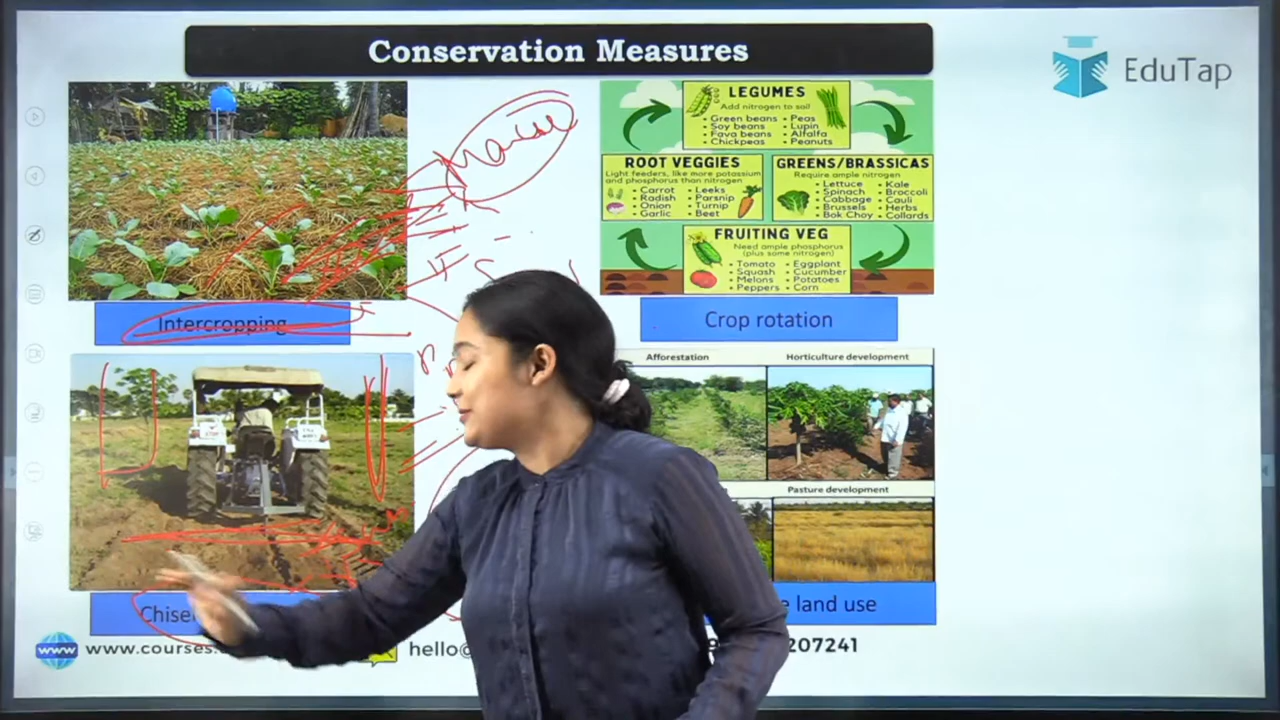 Conservation Measures
EduTap
LEGUMES
Add nitrogen to soil
• Green beans • Peas
• Soy beans • Lupin
• Fava beans • Alfalfa
• Chickpeas • Peanuts
ROOT VEGGIES
Light feeders, like more potassium
and phosphorus than nitrogen
• Carrot • Leeks
• Radish • Parsnip
• Onion • Turnip
• Garlic • Beet
GREENS/BRASSICAS
Require ample nitrogen
• Lettuce • Kale
• Spinach • Broccoli
• Cabbage • Cauli
• Brussels • Herbs
• Bok Choy • Collards
FRUITING VEG
Need ample phosphorus
(plus some nitrogen)
• Tomato • Eggplant
• Squash • Cucumber
• Melons • Potatoes
• Peppers • Corn
Intercropping
Crop rotation
Afforestation
Horticulture development
Pasture development
Chisel
land use
www www.courses.
hello@
207241